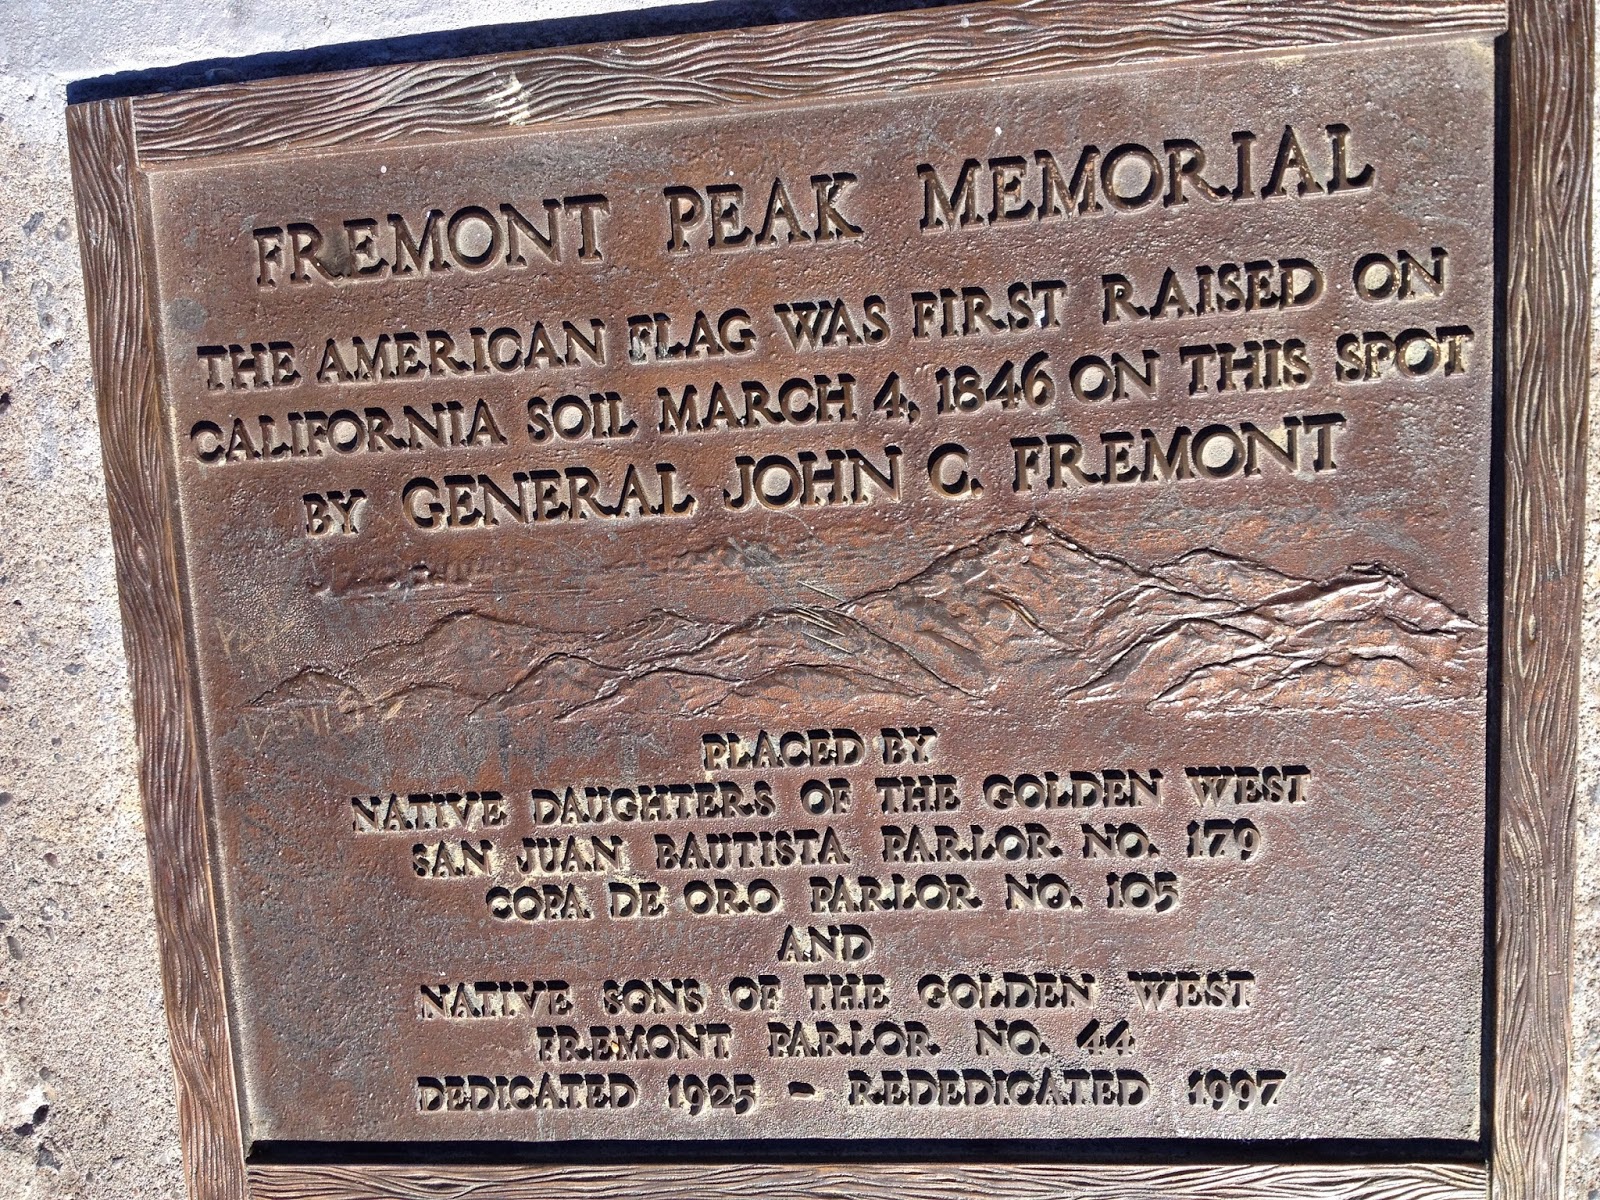 FREMONT PEAK MEMORIAL
THE AMERICAN FLAG WAS FIRST RAISED ON
CALIFORNIA SOIL MARCH 4, 1846 ON THIS SPOT
BY GENERAL JOHN C. FREMONT
PLACED BY
NATIVE DAUGHTERS OF THE GOLDEN WEST
SAN JUAN BAUTISTA PARLOR NO. 179
COPA DE ORO PARLOR NO. 105
AND
NATIVE SONS OF THE GOLDEN WEST
FREMONT PARLOR NO. 44
DEDICATED 1925 - REDEDICATED 1997